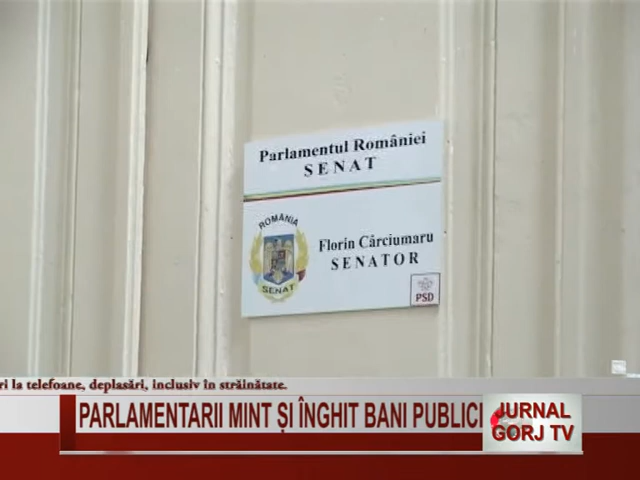 Parlamentul României
SENAT
ROMÂNIA
SENAT
Florin Cârciumaru
SENATOR
PSD
ri la telefoane, deplasări, inclusiv în străinătate.
PARLAMENTARII MINT ȘI ÎNGHIT BANI PUBLICI
JURNAL
GORJ TV